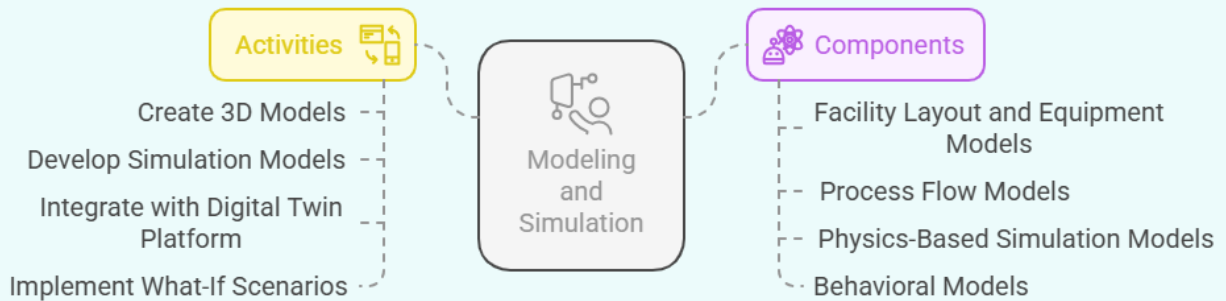 Activities
Create 3D Models
Develop Simulation Models
Integrate with Digital Twin
Platform
Implement What-If Scenarios
Modeling
and
Simulation
Components
Facility Layout and Equipment
Models
Process Flow Models
Physics-Based Simulation Models
Behavioral Models